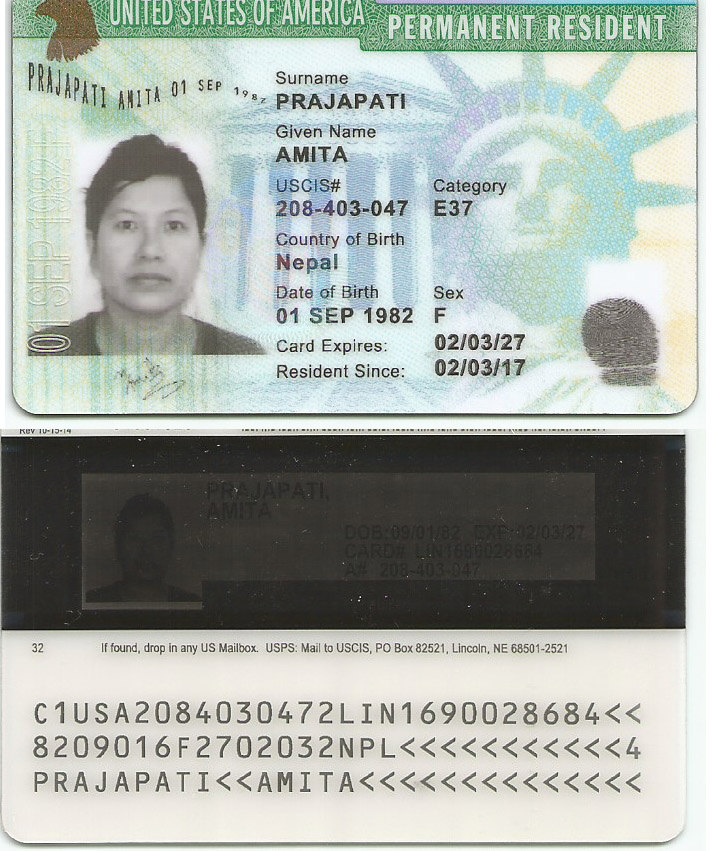 UNITED STATES OF AMERICA
PERMANENT RESIDENT
PRAJAPATI AMITA 01 SEP 1982
Surname
PRAJAPATI
Given Name
AMITA
USCIS# Category
208-403-047 E37
Country of Birth
Nepal
Date of Birth Sex
01 SEP 1982 F
Card Expires: 02/03/27
Resident Since: 02/03/17
01 SEP 1982
Rev 10-15-14
PRAJAPATI,
AMITA
DOB:09/01/82 EXP:02/03/27
CARD# LIN1690028684
A# 208-403-047
32 If found, drop in any US Mailbox. USPS: Mail to USCIS, PO Box 82521, Lincoln, NE 68501-2521
C1USA2084030472LIN1690028684<<
8209016F2702032NPL<<<<<<<<<<<4
PRAJAPATI<<AMITA<<<<<<<<<<<<<<